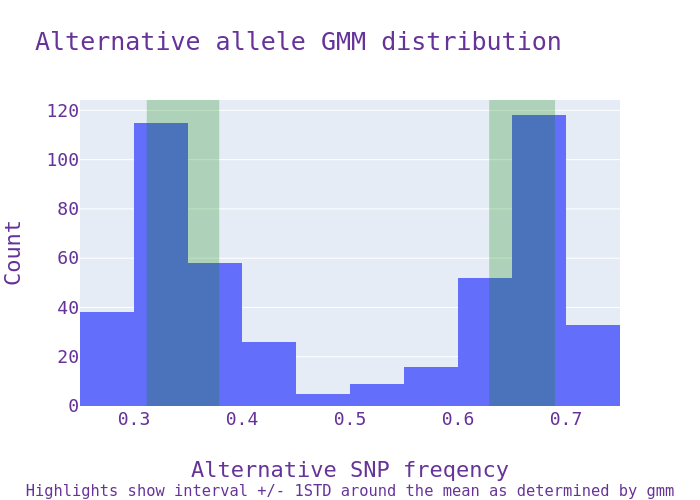 Alternative allele GMM distribution
120
100
80
60
40
20
0
Count
0.3 0.4 0.5 0.6 0.7
Alternative SNP freqency
Highlights show interval +/- 1STD around the mean as determined by gmm